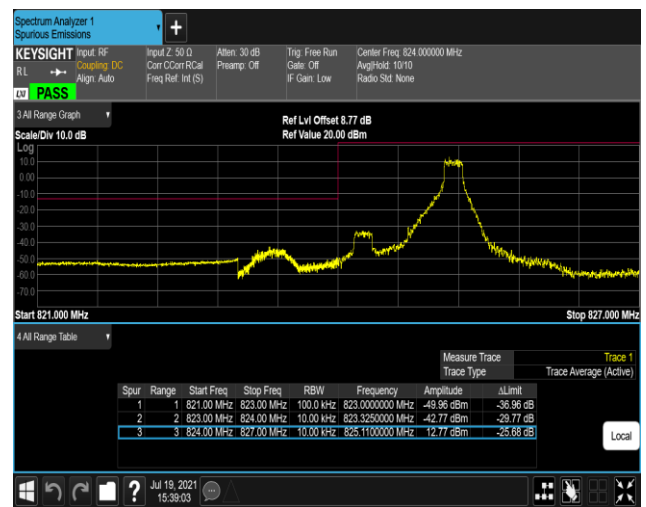 Spectrum Analyzer 1
Spurious Emissions
+
KEYSIGHT Input: RF Input Z: 50 Ω Atten: 30 dB Trig: Free Run Center Freq: 824.000000 MHz
RL Coupling: DC Corr CCorr RCal Preamp: Off Gate: Off Avg|Hold: 10/10
Align: Auto Freq Ref: Int (S) IF Gain: Low Radio Std: None
LXI PASS
3 All Range Graph
Ref Lvl Offset 8.77 dB
Scale/Div 10.0 dB Ref Value 20.00 dBm
Log
10.0
0.00
-10.0
-20.0
-30.0
-40.0
-50.0
-60.0
-70.0
Start 821.000 MHz Stop 827.000 MHz
4 All Range Table
Measure Trace Trace 1
Trace Type Trace Average (Active)
Spur Range Start Freq Stop Freq RBW Frequency Amplitude ΔLimit
1 1 821.00 MHz 823.00 MHz 100.0 kHz 823.0000000 MHz -49.96 dBm -36.96 dB
2 2 823.00 MHz 824.00 MHz 10.00 kHz 823.3250000 MHz -42.77 dBm -29.77 dB
3 3 824.00 MHz 827.00 MHz 10.00 kHz 825.1100000 MHz 12.77 dBm -25.68 dB
Local
? Jul 19, 2021
15:39:03